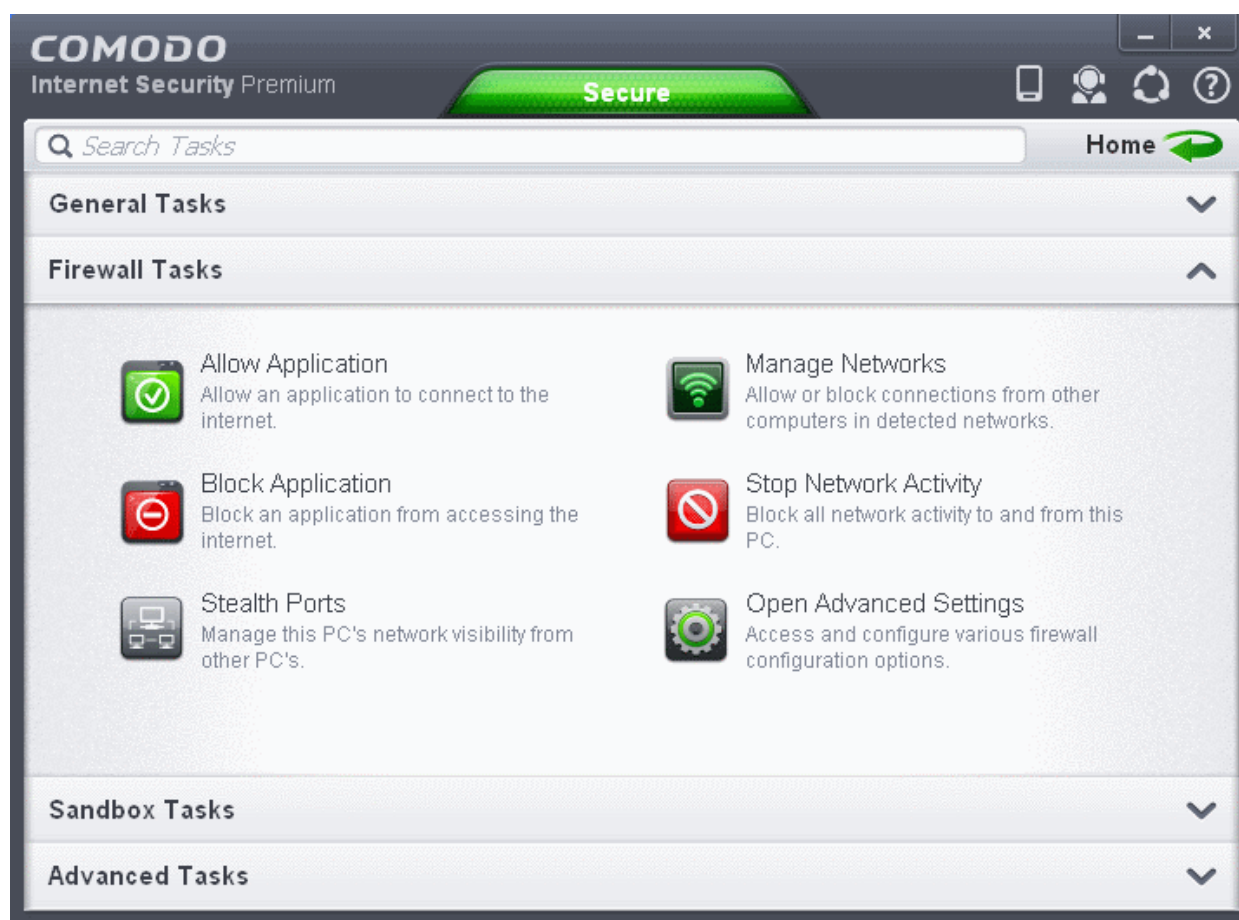 COMODO
Internet Security Premium
Secure
Search Tasks
Home
General Tasks
Firewall Tasks
Allow Application
Allow an application to connect to the
internet.
Manage Networks
Allow or block connections from other
computers in detected networks.
Block Application
Block an application from accessing the
internet.
Stop Network Activity
Block all network activity to and from this
PC.
Stealth Ports
Manage this PC's network visibility from
other PC's.
Open Advanced Settings
Access and configure various firewall
configuration options.
Sandbox Tasks
Advanced Tasks